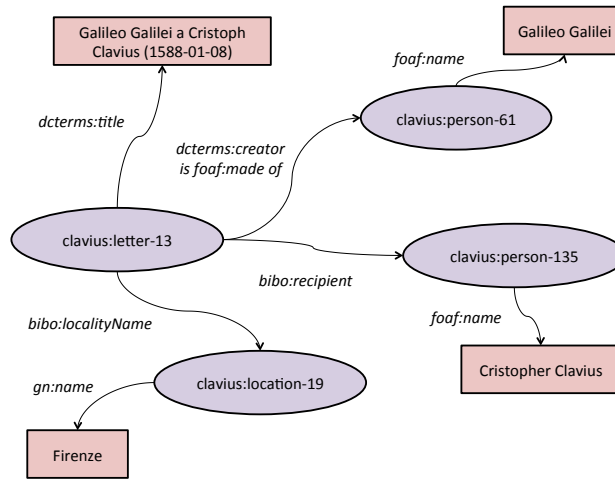 Galileo Galilei a Cristoph
Clavius (1588-01-08)
Galileo Galilei
foaf:name
clavius:person-61
dcterms:title
dcterms:creator
is foaf:made of
clavius:letter-13
clavius:person-135
bibo:recipient
bibo:localityName
foaf:name
gn:name
clavius:location-19
Cristopher Clavius
Firenze